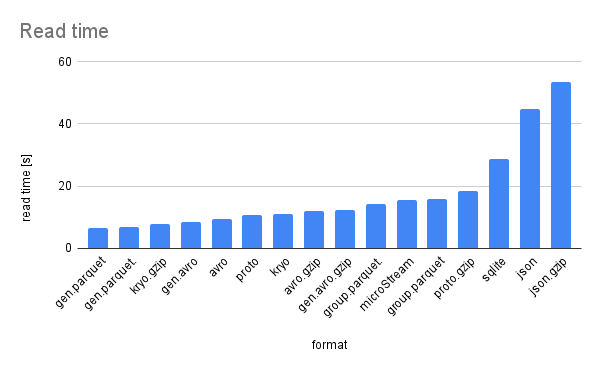 Read time
60
40
20
0
read time [s]
gen.parquet
gen.parquet.
kryo.gzip
gen.avro
avro
proto
kryo
avro.gzip
gen.avro.gzip
group.parquet.
microStream
group.parquet
proto.gzip
sqlite
json
json.gzip
format